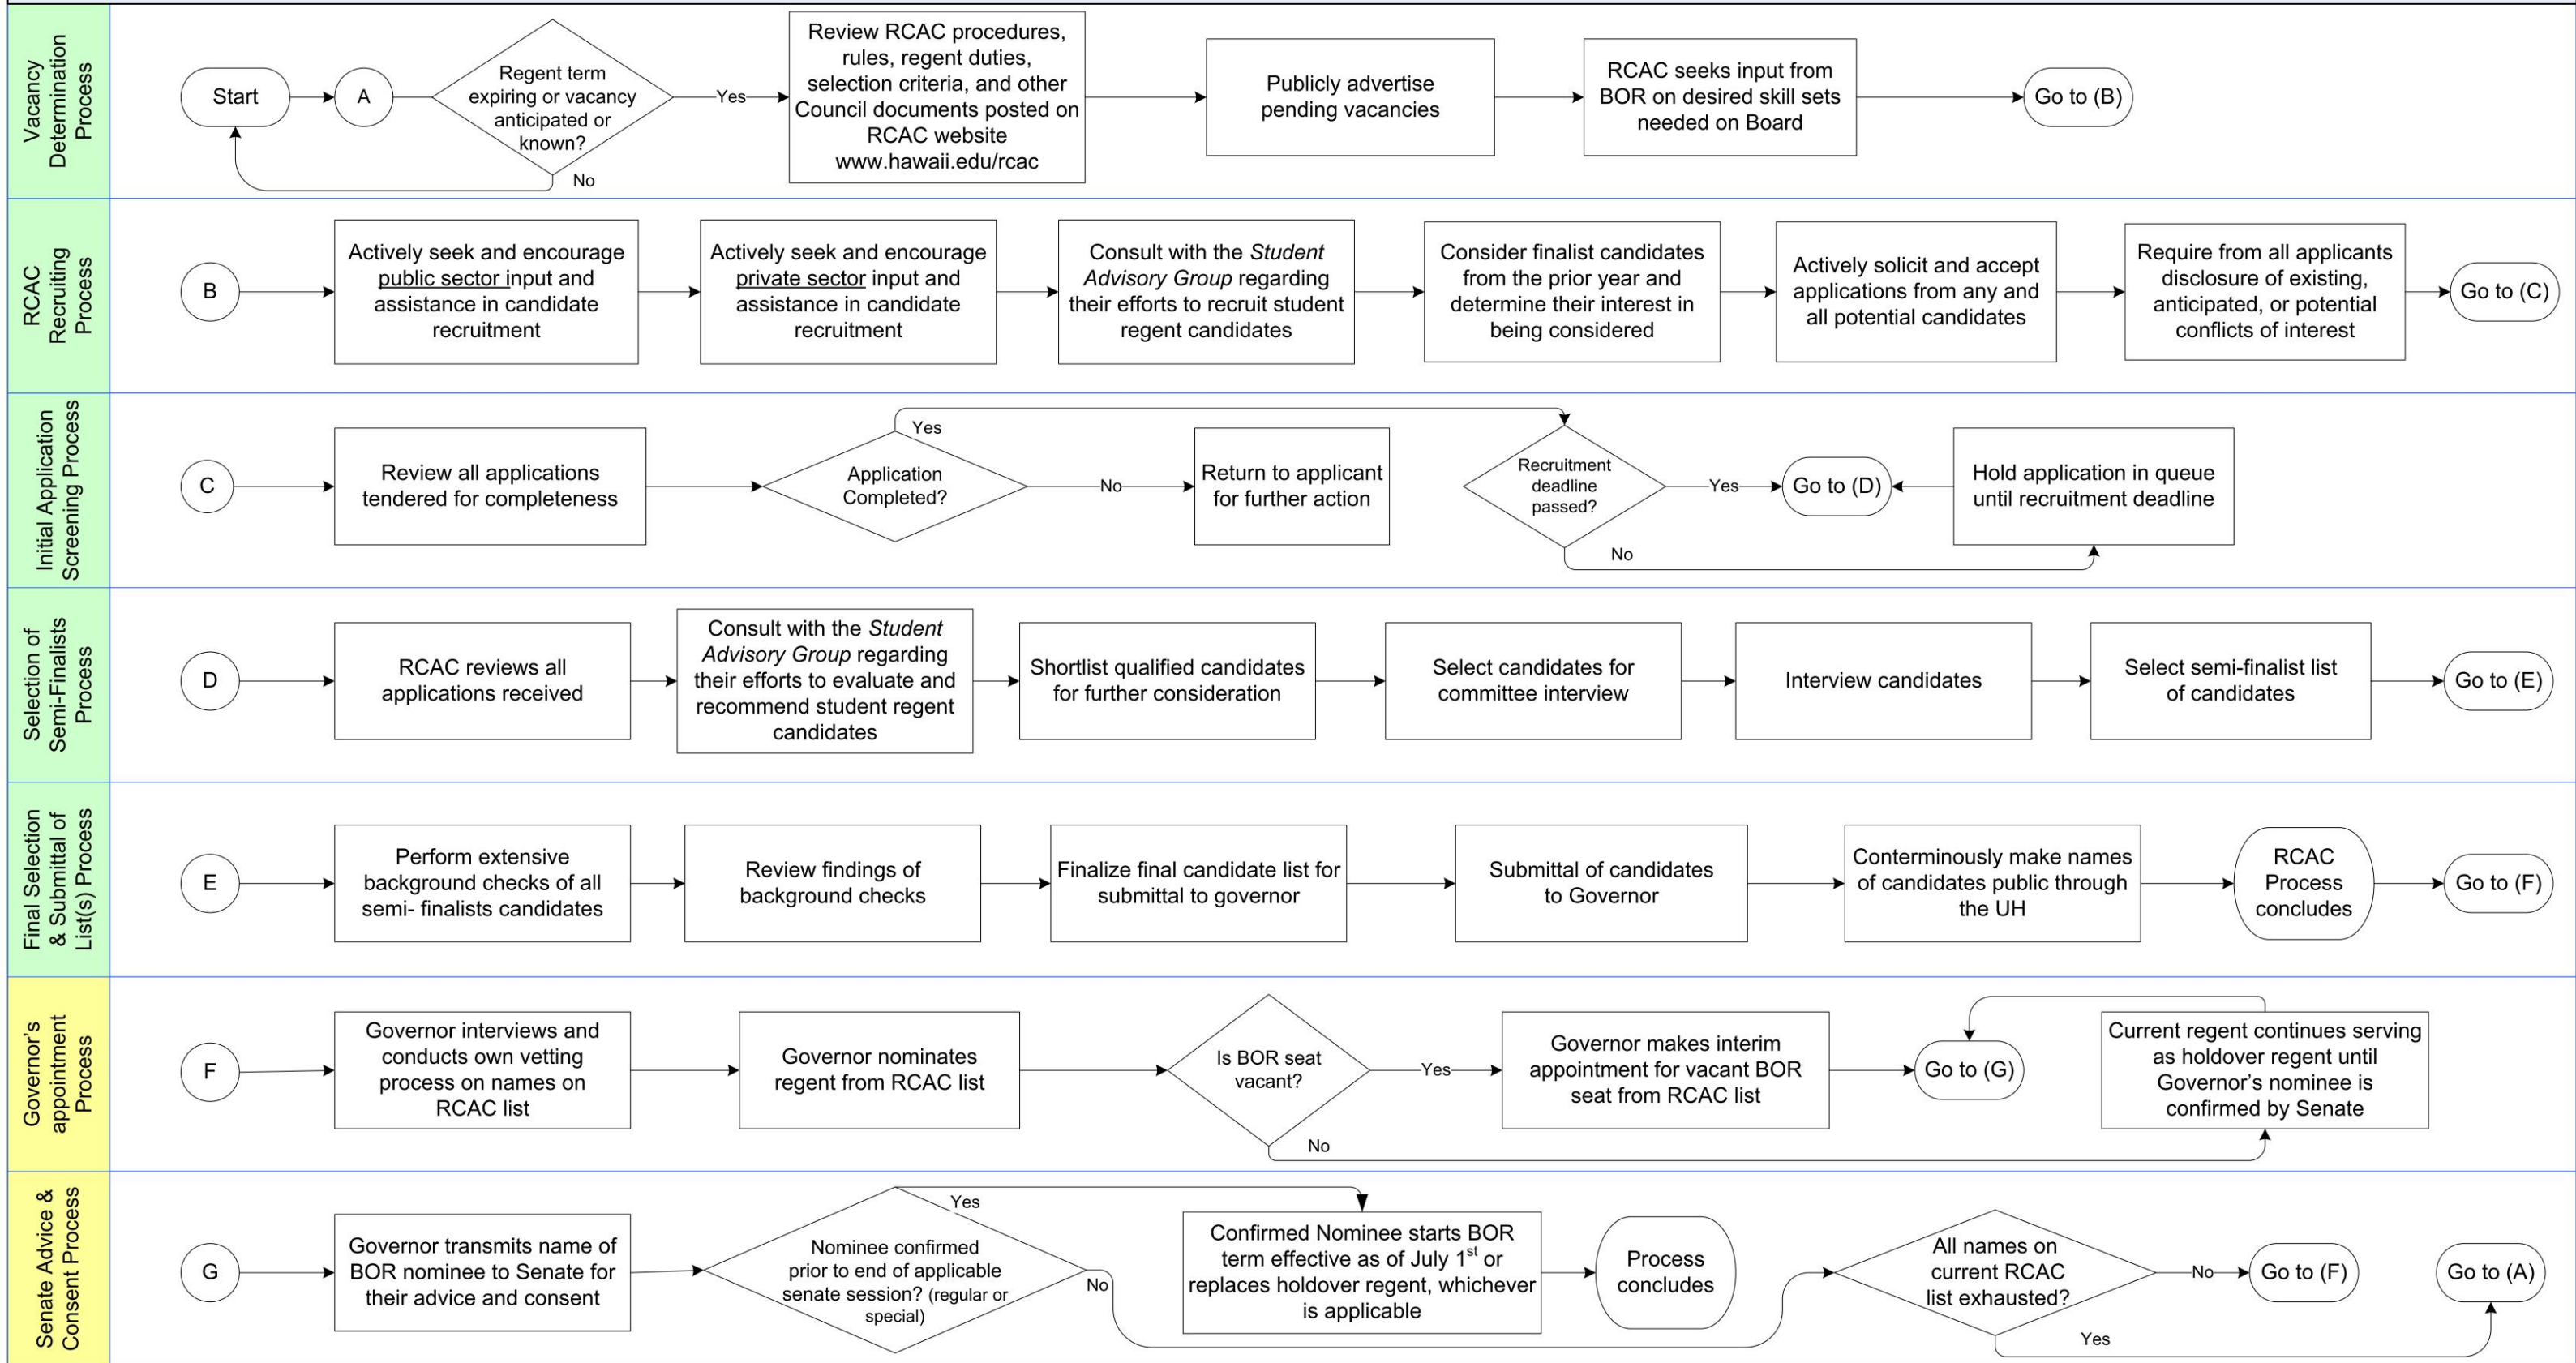 Vacancy
Determination
Process
Start
A
Regent term
expiring or vacancy
anticipated or
known?
Yes
No
Review RCAC procedures,
rules, regent duties,
selection criteria, and other
Council documents posted on
RCAC website
www.hawaii.edu/rcac
Publicly advertise
pending vacancies
RCAC seeks input from
BOR on desired skill sets
needed on Board
Go to (B)
RCAC
Recruiting
Process
B
Actively seek and encourage
public sector input and
assistance in candidate
recruitment
Actively seek and encourage
private sector input and
assistance in candidate
recruitment
Consult with the Student
Advisory Group regarding
their efforts to recruit student
regent candidates
Consider finalist candidates
from the prior year and
determine their interest in
being considered
Actively solicit and accept
applications from any and
all potential candidates
Require from all applicants
disclosure of existing,
anticipated, or potential
conflicts of interest
Go to (C)
Initial Application
Screening Process
C
Review all applications
tendered for completeness
Yes
Application
Completed?
No
Return to applicant
for further action
Recruitment
deadline
passed?
Yes
No
Go to (D)
Hold application in queue
until recruitment deadline
Selection of
Semi-Finalists
Process
D
RCAC reviews all
applications received
Consult with the Student
Advisory Group regarding
their efforts to evaluate and
recommend student regent
candidates
Shortlist qualified candidates
for further consideration
Select candidates for
committee interview
Interview candidates
Select semi-finalist list
of candidates
Go to (E)
Final Selection
& Submittal of
List(s) Process
E
Perform extensive
background checks of all
semi- finalists candidates
Review findings of
background checks
Finalize final candidate list for
submittal to governor
Submittal of candidates
to Governor
Conterminously make names
of candidates public through
the UH
RCAC
Process
concludes
Go to (F)
Governor's
appointment
Process
F
Governor interviews and
conducts own vetting
process on names on
RCAC list
Governor nominates
regent from RCAC list
Is BOR seat
vacant?
Yes
No
Governor makes interim
appointment for vacant BOR
seat from RCAC list
Go to (G)
Current regent continues serving
as holdover regent until
Governor's nominee is
confirmed by Senate
Senate Advice &
Consent Process
G
Governor transmits name of
BOR nominee to Senate for
their advice and consent
Yes
Nominee confirmed
prior to end of applicable
senate session? (regular or
special)
No
Confirmed Nominee starts BOR
term effective as of July 1st or
replaces holdover regent, whichever
is applicable
Process
concludes
All names on
current RCAC
list exhausted?
No
Yes
Go to (F)
Go to (A)